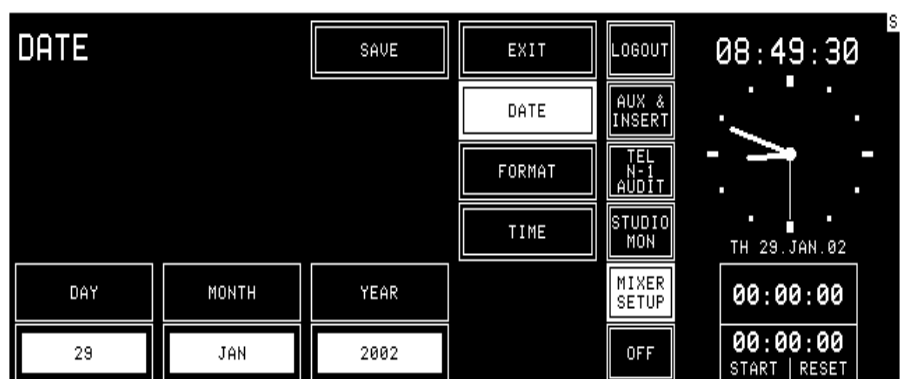 S
DATE
SAVE
EXIT
LOGOUT
08:49:30
DATE
AUX &
INSERT
FORMAT
TEL
N-1
AUDIT
TIME
STUDIO
MON
TH 29.JAN.02
DAY
MONTH
YEAR
MIXER
SETUP
00:00:00
29
JAN
2002
OFF
00:00:00
START
RESET